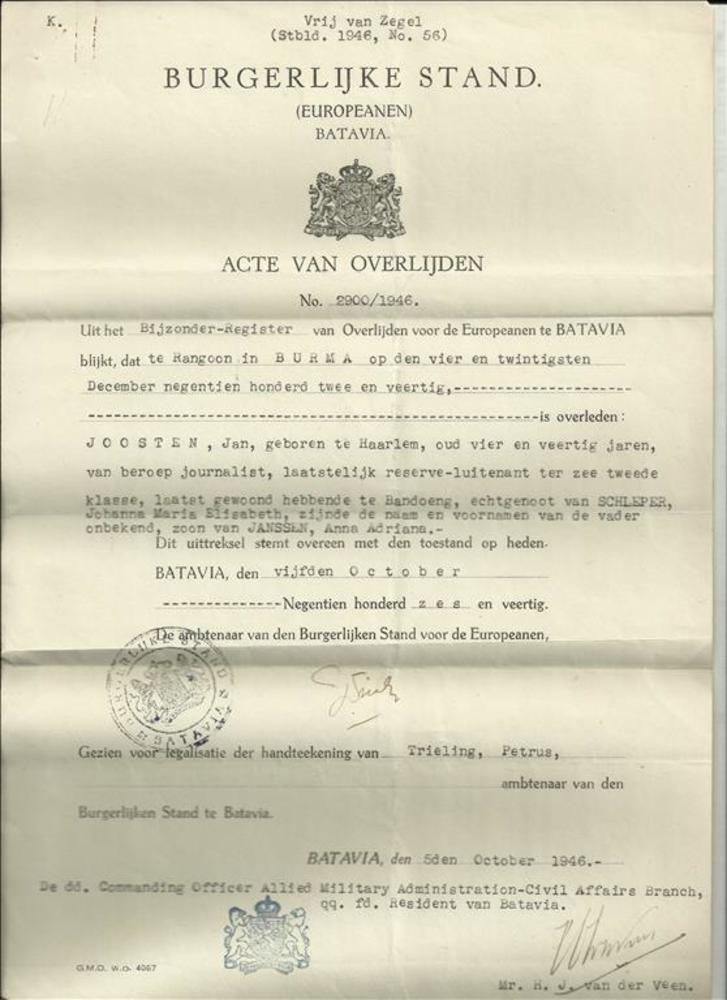 K.
Vrij van Zegel
(Stbld. 1946, No. 56)
BURGERLIJKE STAND.
(EUROPEANEN)
BATAVIA.
ACTE VAN OVERLIJDEN
No. 2900/1946.
Uit het Bijzonder-Register van Overlijden voor de Europeanen te BATAVIA
blijkt, dat te Rangoon in B U R M A op den vier en twintigsten
December negentien honderd twee en veertig,--------------------
--------------------------------------------------is overleden:
J O O S T E N , Jan, geboren te Haarlem, oud vier en veertig jaren,
van beroep journalist, laatstelijk reserve-luitenant ter zee tweede
klasse, laatst gewoond hebbende te Bandoeng, echtgenoot van SCHLEPER,
Johanna Maria Elisabeth, zijnde de naam en voornamen van de vader
onbekend, zoon van JANSSEN, Anna Adriana.-
Dit uittreksel stemt overeen met den toestand op heden.
BATAVIA, den vijfden O c t o b e r
--------------Negentien honderd z e s en veertig.
De ambtenaar van den Burgerlijken Stand voor de Europeanen,
BURGERLIJKE STAND BATAVIA
Gezien voor legalisatie der handteekening van Trieling, Petrus,
ambtenaar van den
Burgerlijken Stand te Batavia.
BATAVIA, den 5den October 1946.-
De dd. Commanding Officer Allied Military Administration-Civil Affairs Branch,
qq. fd. Resident van Batavia.
G.M.D. W.O. 4067
Mr. H. J. van der Veen.